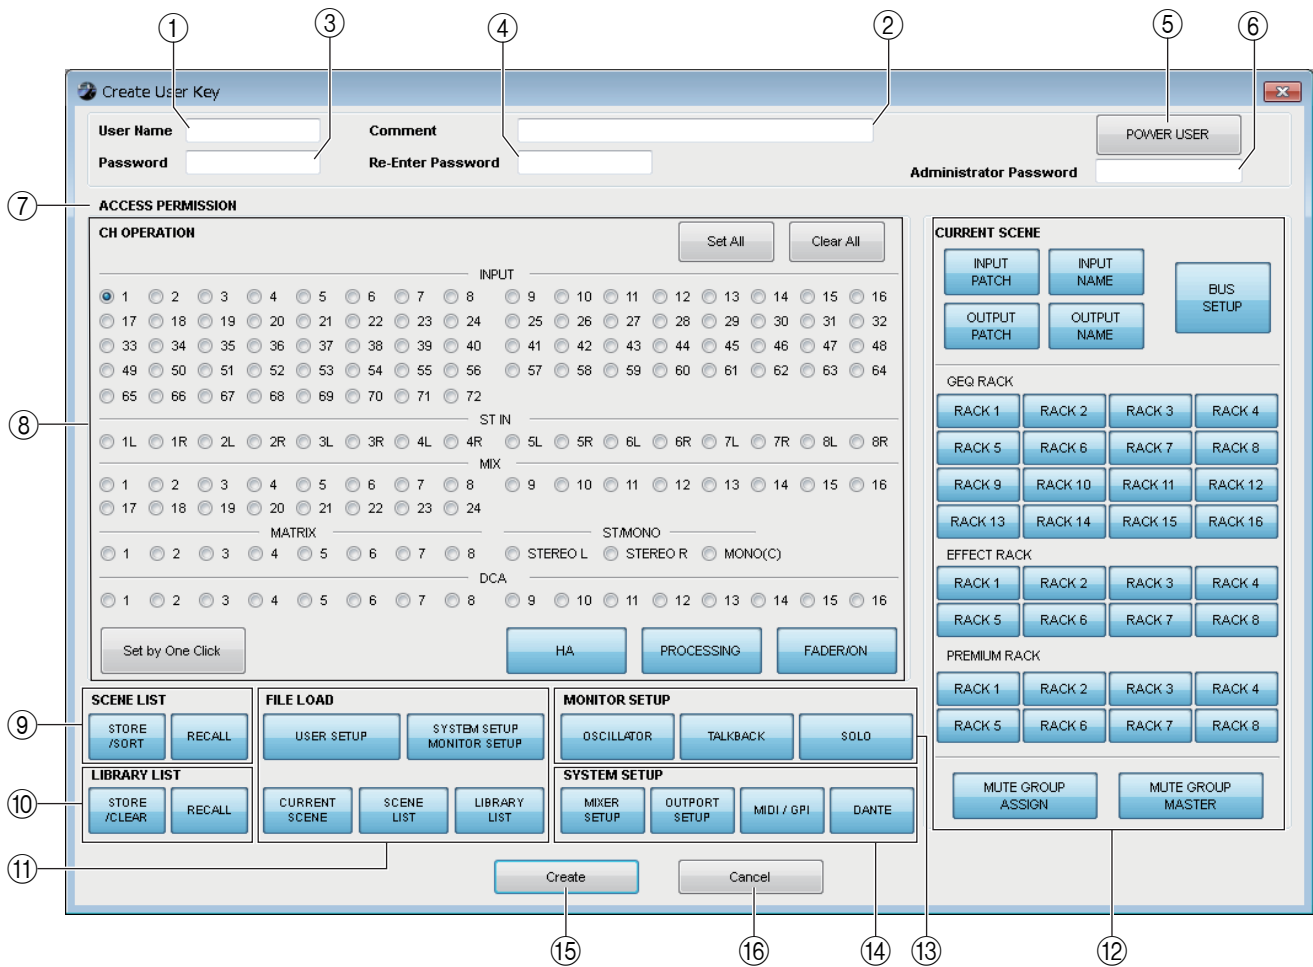 ① ③ ④ ② ⑤ ⑥
Create User Key
User Name Comment POWER USER
Password Re-Enter Password Administrator Password
⑦ ACCESS PERMISSION
CH OPERATION Set All Clear All
INPUT
1 2 3 4 5 6 7 8 9 10 11 12 13 14 15 16
17 18 19 20 21 22 23 24 25 26 27 28 29 30 31 32
33 34 35 36 37 38 39 40 41 42 43 44 45 46 47 48
49 50 51 52 53 54 55 56 57 58 59 60 61 62 63 64
65 66 67 68 69 70 71 72
⑧ ST IN
1L 1R 2L 2R 3L 3R 4L 4R 5L 5R 6L 6R 7L 7R 8L 8R
MIX
1 2 3 4 5 6 7 8 9 10 11 12 13 14 15 16
17 18 19 20 21 22 23 24
MATRIX ST/MONO
1 2 3 4 5 6 7 8 STEREO L STEREO R MONO(C)
DCA
1 2 3 4 5 6 7 8 9 10 11 12 13 14 15 16
Set by One Click HA PROCESSING FADER/ON
CURRENT SCENE
INPUT PATCH INPUT NAME BUS SETUP
OUTPUT PATCH OUTPUT NAME
GEQ RACK
RACK 1 RACK 2 RACK 3 RACK 4
RACK 5 RACK 6 RACK 7 RACK 8
RACK 9 RACK 10 RACK 11 RACK 12
RACK 13 RACK 14 RACK 15 RACK 16
EFFECT RACK
RACK 1 RACK 2 RACK 3 RACK 4
RACK 5 RACK 6 RACK 7 RACK 8
PREMIUM RACK
RACK 1 RACK 2 RACK 3 RACK 4
RACK 5 RACK 6 RACK 7 RACK 8
MUTE GROUP ASSIGN MUTE GROUP MASTER
SCENE LIST
⑨ STORE /SORT RECALL
LIBRARY LIST
⑩ STORE /CLEAR RECALL
FILE LOAD
USER SETUP SYSTEM SETUP MONITOR SETUP
CURRENT SCENE SCENE LIST LIBRARY LIST
MONITOR SETUP
OSCILLATOR TALKBACK SOLO
SYSTEM SETUP
MIXER SETUP OUTPORT SETUP MIDI / GPI DANTE
⑪ Create Cancel
⑮ ⑯ ⑭ ⑬ ⑫